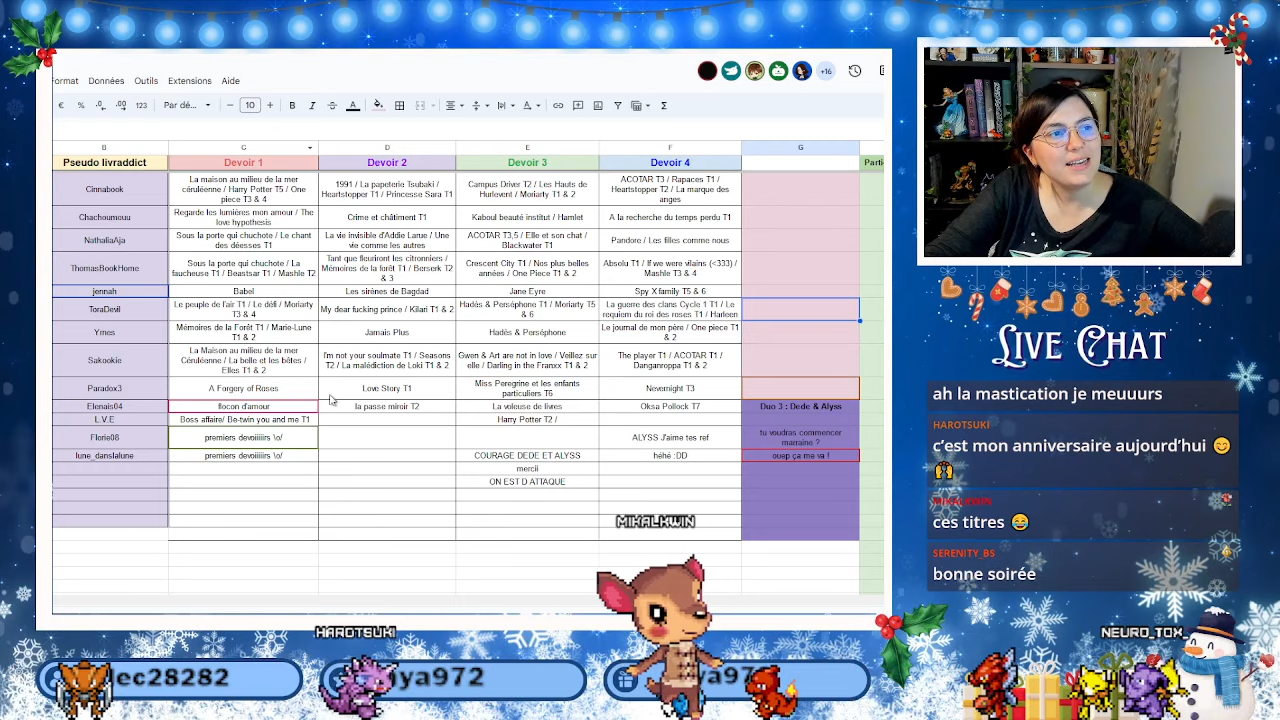 ormat Données Outils Extensions Aide
+16
€ % 123 Par dé... 10 B I A Σ
B C D E F G
Pseudo livraddict Devoir 1 Devoir 2 Devoir 3 Devoir 4 Parti
Cinnabook
La maison au milieu de la mer
céruléenne / Harry Potter T5 / One
piece T3 & 4
1991 / La papeterie Tsubaki /
Heartstopper T1 / Princesse Sara T1
Campus Driver T2 / Les Hauts de
Hurlevent / Moriarty T1 & 2
ACOTAR T3 / Rapaces T1 /
Heartstopper T2 / La marque des
anges
Chachoumouu
Regarde les lumières mon amour / The
love hypothesis
Crime et châtiment T1
Kaboul beauté institut / Hamlet
A la recherche du temps perdu T1
NathaliaAja
Sous la porte qui chuchote / Le chant
des déesses T1
La vie invisible d'Addie Larue / Une
vie comme les autres
ACOTAR T3,5 / Elle et son chat /
Blackwater T1
Pandore / Les filles comme nous
ThomasBookHome
Sous la porte qui chuchote / La
faucheuse T1 / Beastsar T1 / Mashle T2
Tant que fleuriront les citronniers /
Mémoires de la forêt T1 / Berserk T2
& 3
Crescent City T1 / Nos plus belles
années / One Piece T1 & 2
Absolu T1 / If we were vilains (<333) /
Mashle T3 & 4
jennah
Babel
Les sirènes de Bagdad
Jane Eyre
Spy X family T5 & 6
ToraDevil
Le peuple de l'air T1 / Le défi / Moriarty
T3 & 4
My dear fucking prince / Kilari T1 & 2
Hadès & Perséphone T1 / Moriarty T5
& 6
La guerre des clans Cycle 1 T1 / Le
requiem du roi des roses T1 / Harleen
Ymes
Mémoires de la Forêt T1 / Marie-Lune
T1 & 2
Jamais Plus
Hadès & Perséphone
Le journal de mon père / One piece T1
& 2
Sakookie
La Maison au milieu de la mer
Céruléenne / La belle et les bêtes /
Elles T1 & 2
I'm not your soulmate T1 / Seasons
T2 / La malédiction de Loki T1 & 2
Gwen & Art are not in love / Veillez sur
elle / Darling in the Franxx T1 & 2
The player T1 / ACOTAR T1 /
Danganroppa T1 & 2
Paradox3
A Forgery of Roses
Love Story T1
Miss Peregrine et les enfants
particuliers T6
Nevernight T3
Elenais04
flocon d'amour
la passe miroir T2
La voleuse de livres
Oksa Pollock T7
Duo 3 : Dede & Alyss
L.V.E
Boss affaire/ Be-twin you and me T1
Harry Potter T2 /
Florie08
premiers devoiiiiirs \o/
ALYSS J'aime tes ref
tu voudras commencer
marraine ?
lune_danslalune
premiers devoiiiiirs \o/
COURAGE DEDE ET ALYSS
héhé :DD
ouep ça me va !
mercii
ON EST D ATTAQUE
MIKALKWIN
LIVE CHAT
ah la mastication je meuuurs
HAROTSUKI
c'est mon anniversaire aujourd'hui 😊
🙌
MIKALKWIN
ces titres 😂
SERENITY_BS
bonne soirée
HAROTSUKI
NEURO_TOX_
ec28282
ya972